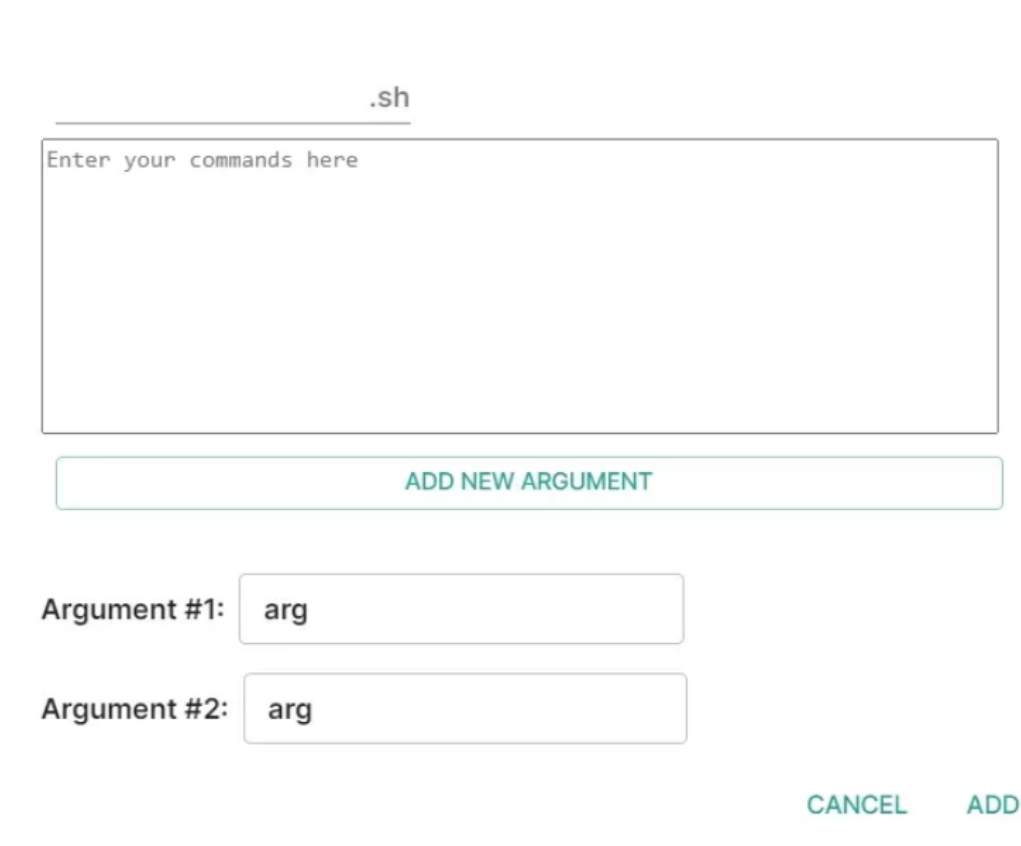 .sh
Enter your commands here
ADD NEW ARGUMENT
Argument #1: arg
Argument #2: arg
CANCEL ADD